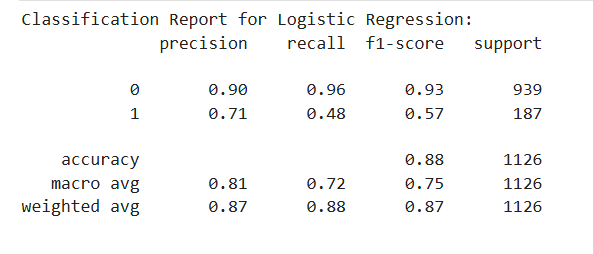 Classification Report for Logistic Regression:
precision recall f1-score support
0 0.90 0.96 0.93 939
1 0.71 0.48 0.57 187
accuracy 0.88 1126
macro avg 0.81 0.72 0.75 1126
weighted avg 0.87 0.88 0.87 1126